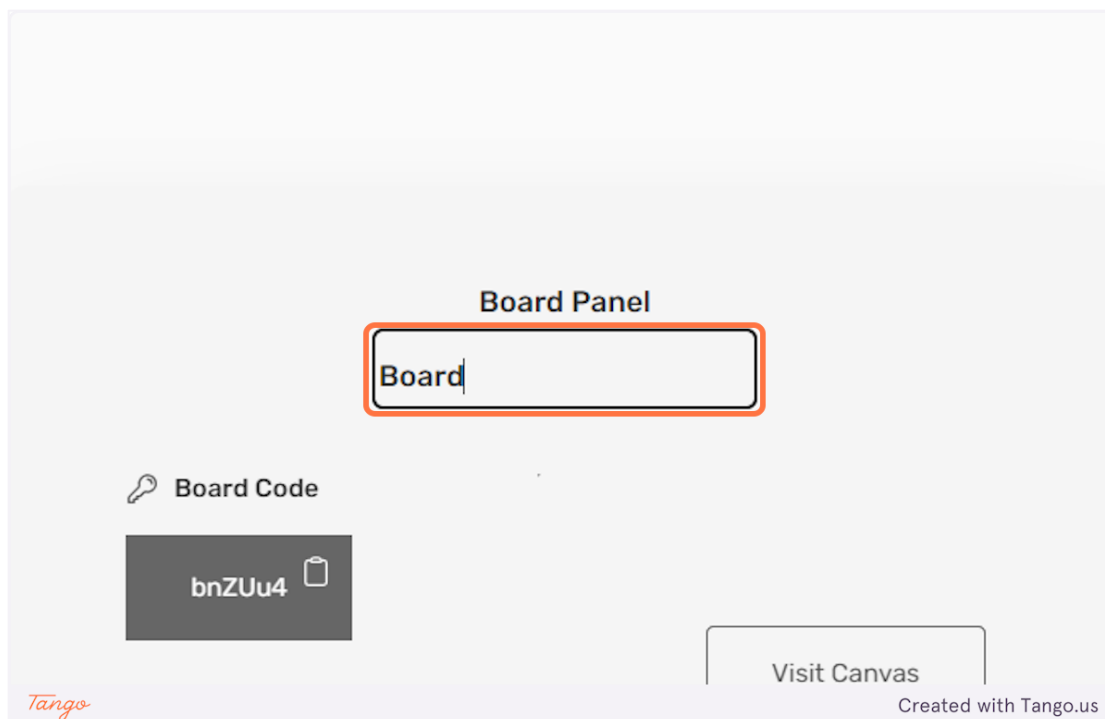 Board Panel
Board
Board Code
bnZUu4
Visit Canvas
Tango
Created with Tango.us